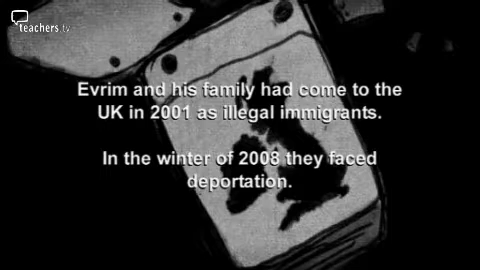 teachers.tv
Evrim and his family had come to the
UK in 2001 as illegal immigrants.
In the winter of 2008 they faced
deportation.